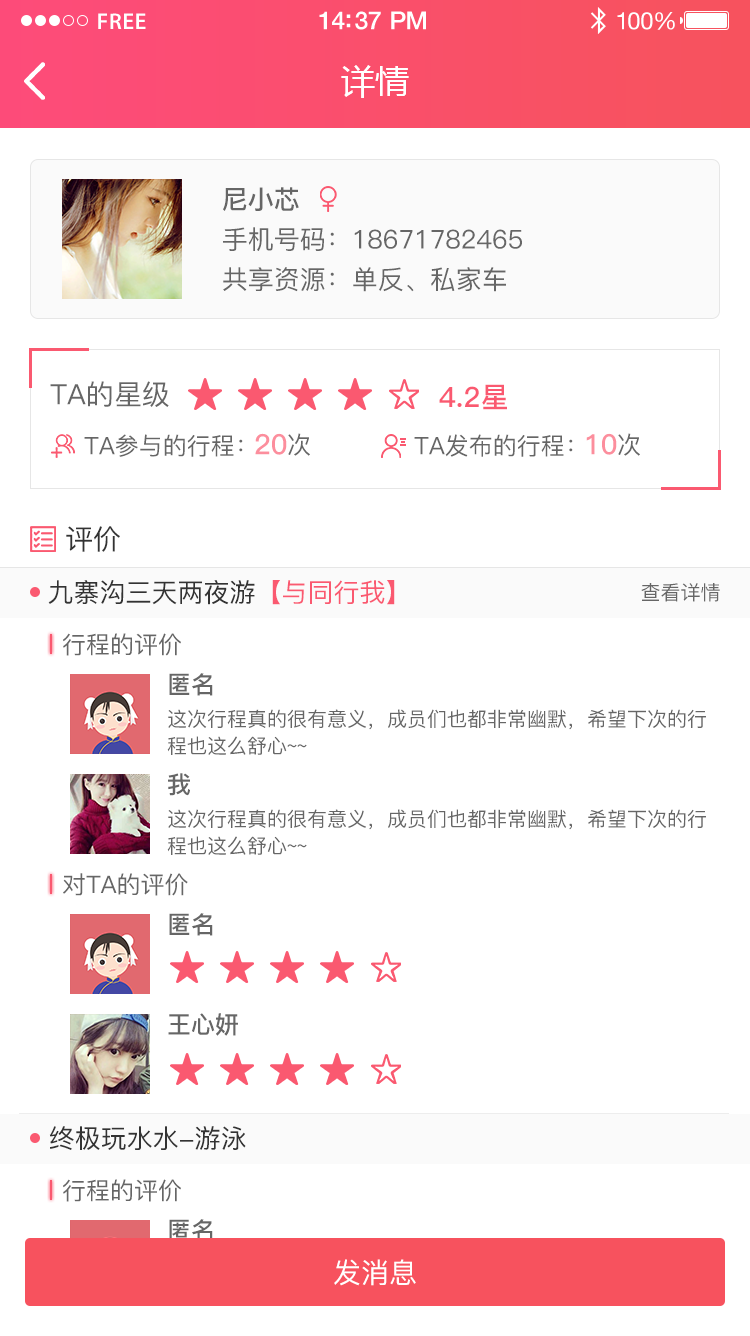 FREE 14:37 PM 100%
详情
尼小芯
手机号码：18671782465
共享资源：单反、私家车
TA的星级 4.2星
TA参与的行程：20次 TA发布的行程：10次
评价
九寨沟三天两夜游【与同行我】 查看详情
行程的评价
匿名
这次行程真的很有意义，成员们也都非常幽默，希望下次的行
程也这么舒心~~
我
这次行程真的很有意义，成员们也都非常幽默，希望下次的行
程也这么舒心~~
对TA的评价
匿名
王心妍
终极玩水水–游泳
行程的评价
匿名
发消息